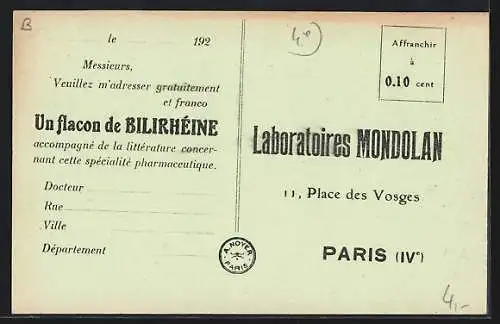 B
le 192
Messieurs,
Veuillez m'adresser gratuitement
et franco
Un flacon de BILIRHÉINE
accompagné de la littérature concer-
nant cette spécialité pharmaceutique.
Docteur
Rue
Ville
Département
A. NOYER
PARIS
4e
Affranchir
à
0.10 cent
Laboratoires MONDOLAN
11, Place des Vosges
PARIS (IVe)
4,-